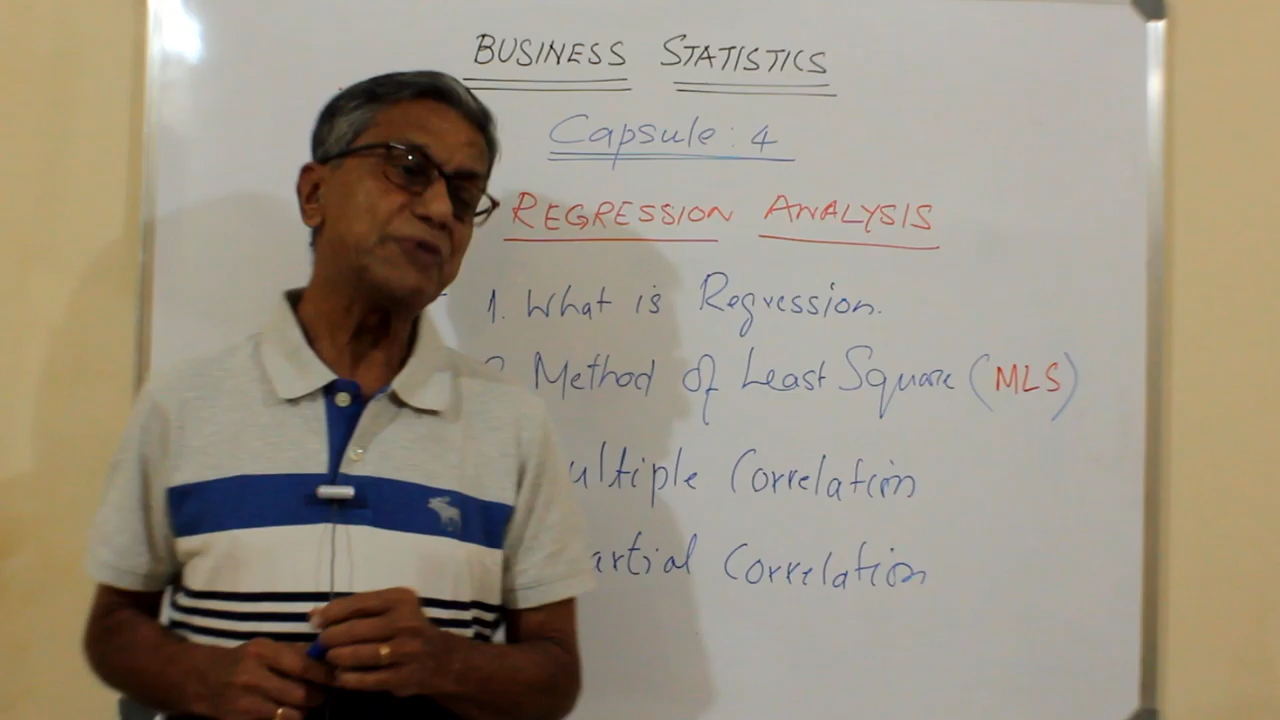 BUSINESS STATISTICS
Capsule: 4
REGRESSION ANALYSIS
1. What is Regression.
Method of Least Square (MLS)
ultiple Correlation
artial Correlation